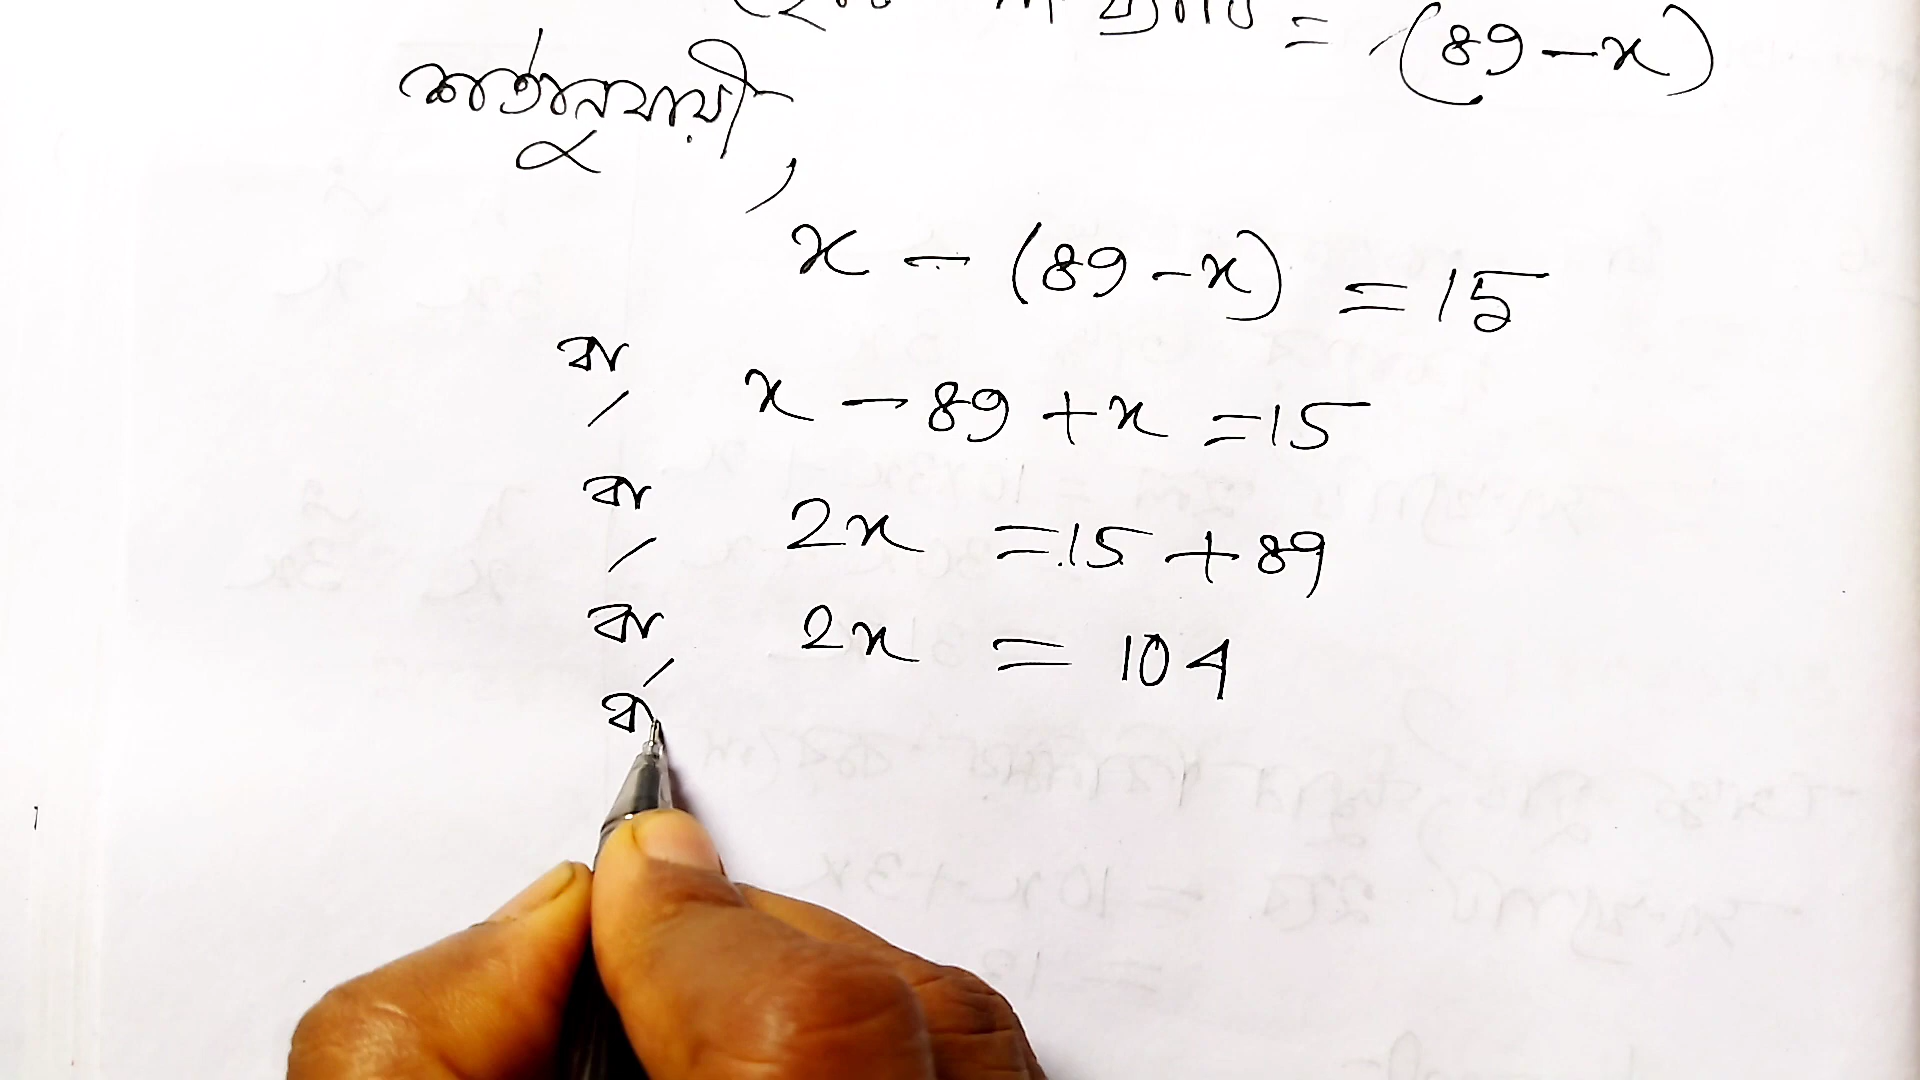 = (89 - x)
শর্তানুযায়ী,
x - (89 - x) = 15
বা, x - 89 + x = 15
বা, 2x = 15 + 89
বা, 2x = 104
বা